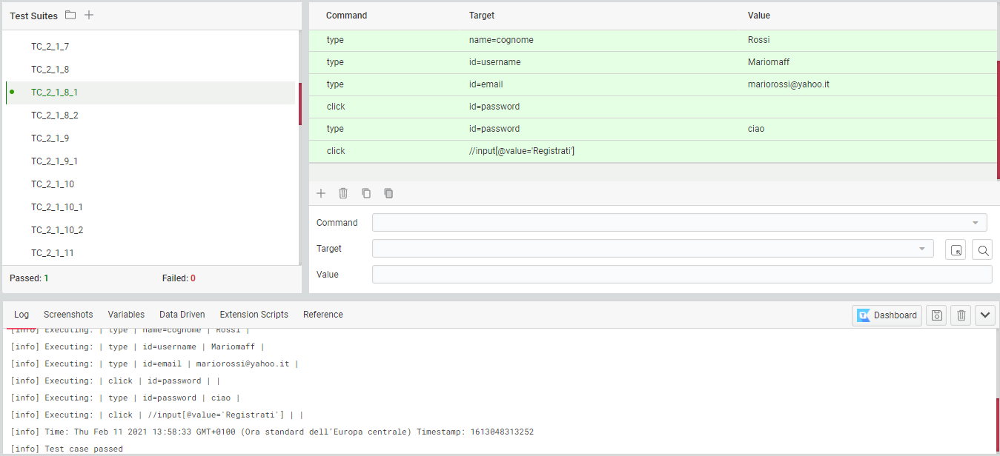 Test Suites
TC_2_1_7
TC_2_1_8
TC_2_1_8_1
TC_2_1_8_2
TC_2_1_9
TC_2_1_9_1
TC_2_1_10
TC_2_1_10_1
TC_2_1_10_2
TC_2_1_11
Passed: 1 Failed: 0
Command Target Value
type name=cognome Rossi
type id=username Mariomaff
type id=email mariorossi@yahoo.it
click id=password
type id=password ciao
click //input[@value='Registrati']
Command
Target
Value
Log Screenshots Variables Data Driven Extension Scripts Reference Dashboard
[info] Executing: | type | name=cognome | Rossi |
[info] Executing: | type | id=username | Mariomaff |
[info] Executing: | type | id=email | mariorossi@yahoo.it |
[info] Executing: | click | id=password | |
[info] Executing: | type | id=password | ciao |
[info] Executing: | click | //input[@value='Registrati'] | |
[info] Time: Thu Feb 11 2021 13:58:33 GMT+0100 (Ora standard dell'Europa centrale) Timestamp: 1613048313252
[info] Test case passed